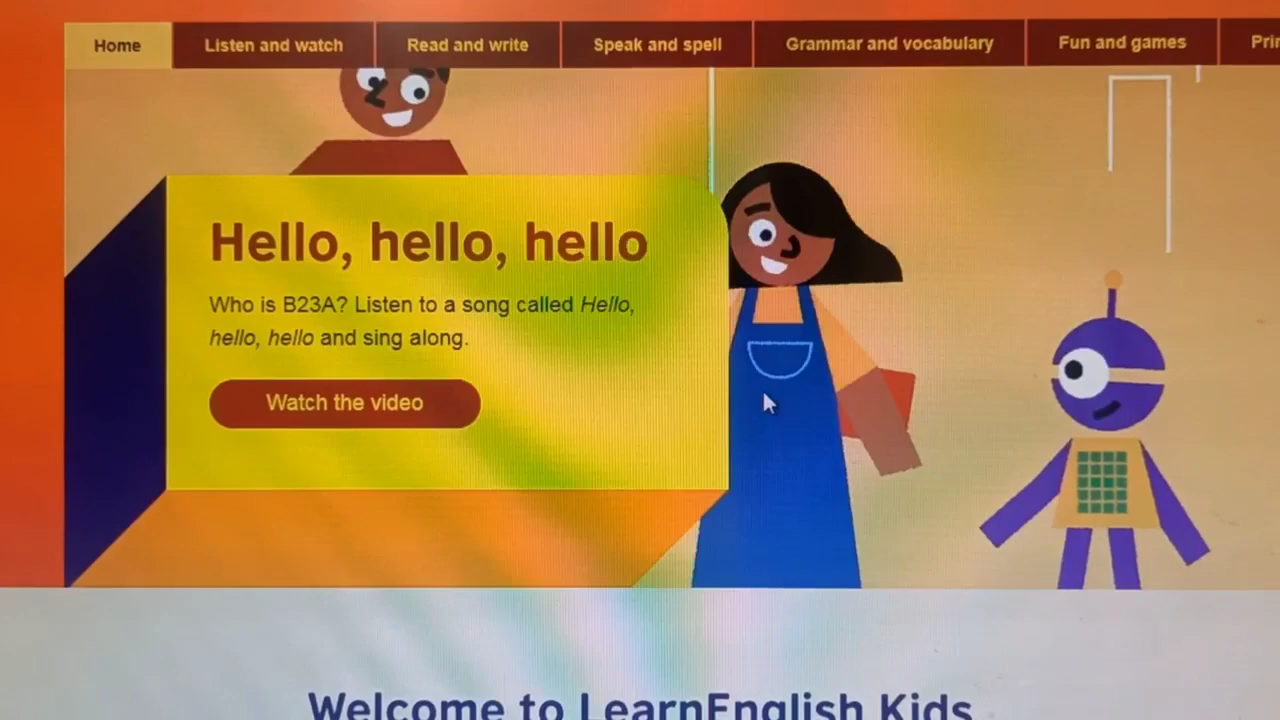 Home
Listen and watch
Read and write
Speak and spell
Grammar and vocabulary
Fun and games
Hello, hello, hello
Who is B23A? Listen to a song called Hello,
hello, hello and sing along.
Watch the video
Welcome to LearnEnglish Kids